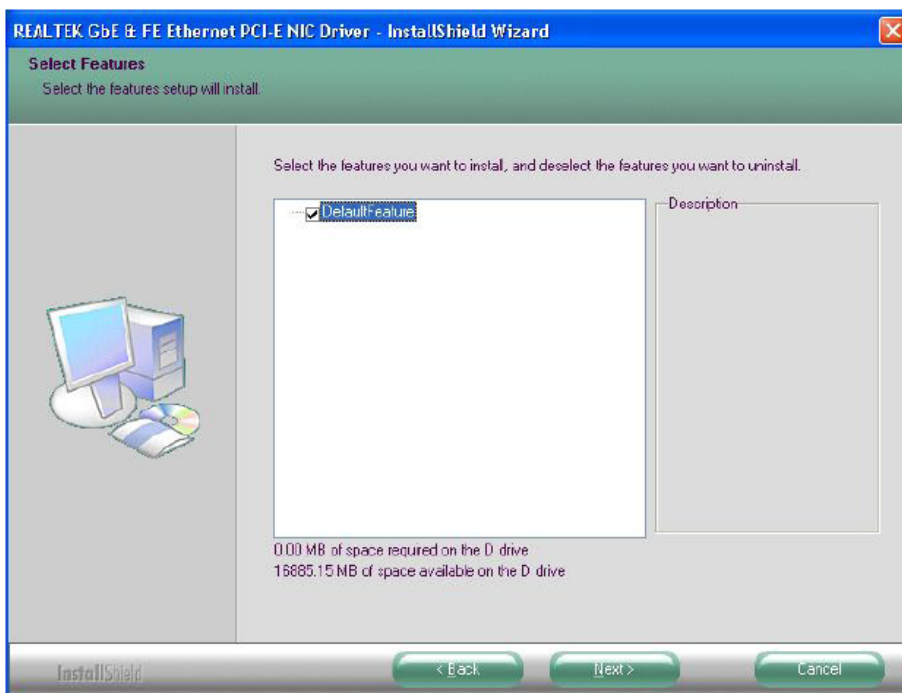 REALTEK GbE & FE Ethernet PCI-E NIC Driver - InstallShield Wizard
Select Features
Select the features setup will install.
Select the features you want to install, and deselect the features you want to uninstall.
DefaultFeature
Description
0.00 MB of space required on the D drive
16885.15 MB of space available on the D drive
InstallShield
< Back
Next >
Cancel